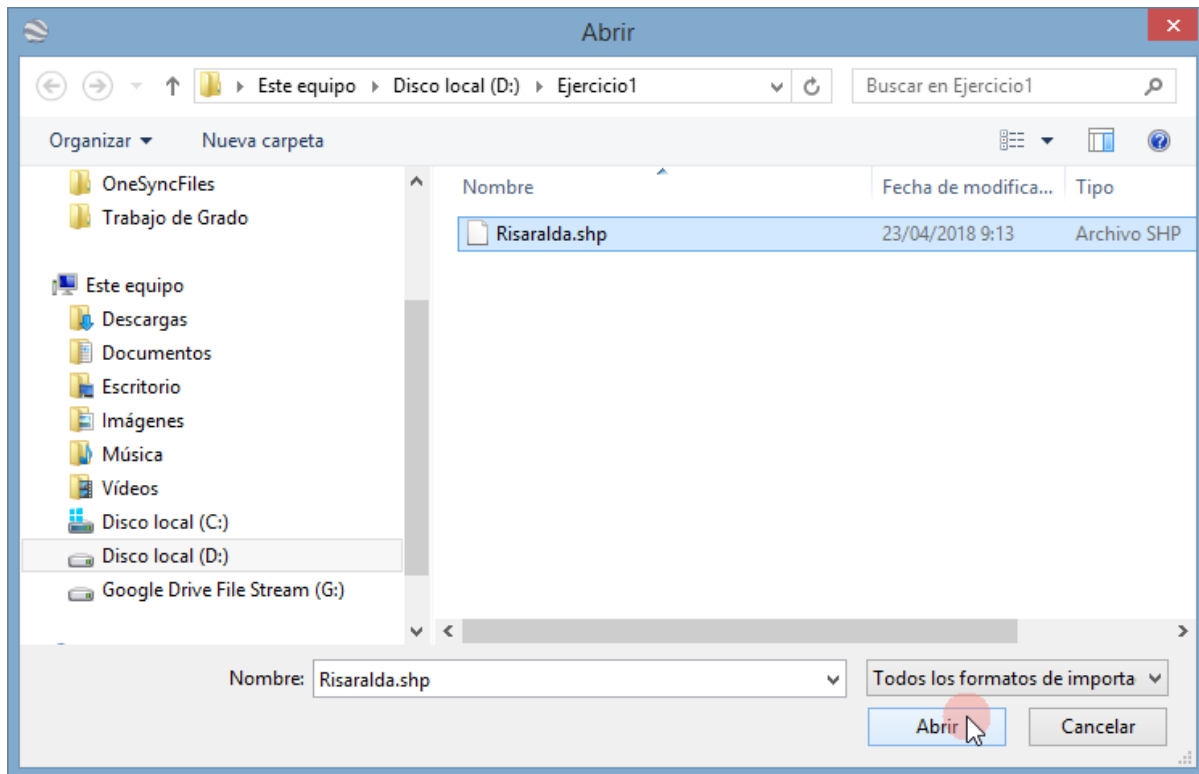 Abrir
Este equipo Disco local (D:) Ejercicio1 Buscar en Ejercicio1
Organizar Nueva carpeta
OneSyncFiles
Trabajo de Grado
Este equipo
Descargas
Documentos
Escritorio
Imágenes
Música
Vídeos
Disco local (C:)
Disco local (D:)
Google Drive File Stream (G:)
Nombre Fecha de modifica... Tipo
Risaralda.shp 23/04/2018 9:13 Archivo SHP
Nombre: Risaralda.shp Todos los formatos de importa
Abrir Cancelar